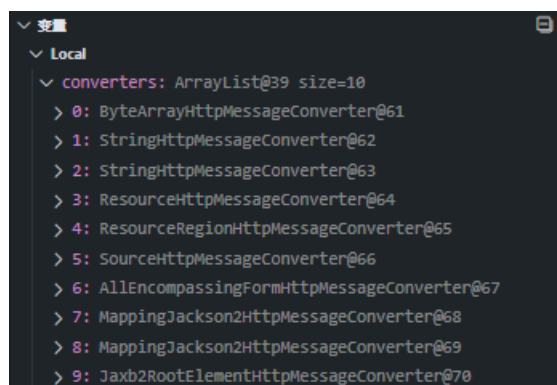 变量
Local
converters: ArrayList@39 size=10
0: ByteArrayHttpMessageConverter@61
1: StringHttpMessageConverter@62
2: StringHttpMessageConverter@63
3: ResourceHttpMessageConverter@64
4: ResourceRegionHttpMessageConverter@65
5: SourceHttpMessageConverter@66
6: AllEncompassingFormHttpMessageConverter@67
7: MappingJackson2HttpMessageConverter@68
8: MappingJackson2HttpMessageConverter@69
9: Jaxb2RootElementHttpMessageConverter@70